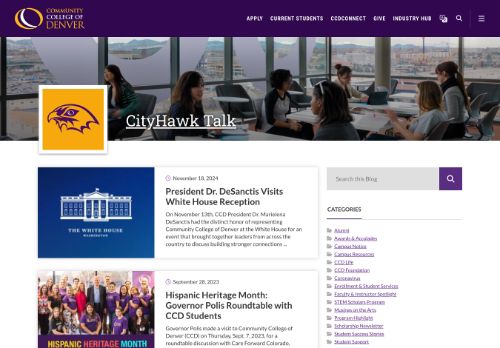 COMMUNITY
COLLEGE OF
DENVER
APPLY CURRENT STUDENTS CCDCONNECT GIVE INDUSTRY HUB
CityHawk Talk
THE WHITE HOUSE
WASHINGTON
November 18, 2024
President Dr. DeSanctis Visits
White House Reception
On November 13th, CCD President Dr. Marielena
DeSanctis had the distinct honor of representing
Community College of Denver at the White House for an
event that brought together leaders from across the
country to discuss building stronger connections ...
HISPANIC HERITAGE MONTH
September 28, 2023
Hispanic Heritage Month:
Governor Polis Roundtable with
CCD Students
Governor Polis made a visit to Community College of
Denver (CCD) on Thursday, Sept. 7, 2023, for a
roundtable discussion with Care Forward Colorado,
Search this Blog
CATEGORIES
Alumni
Awards & Accolades
Campus Notice
Campus Resources
CCD Life
CCD Foundation
Coronavirus
Enrollment & Student Services
Faculty & Instructor Spotlight
STEM Scholars Program
Musings on the Arts
Program Highlight
Scholarship Newsletter
Student Success Stories
Student Support